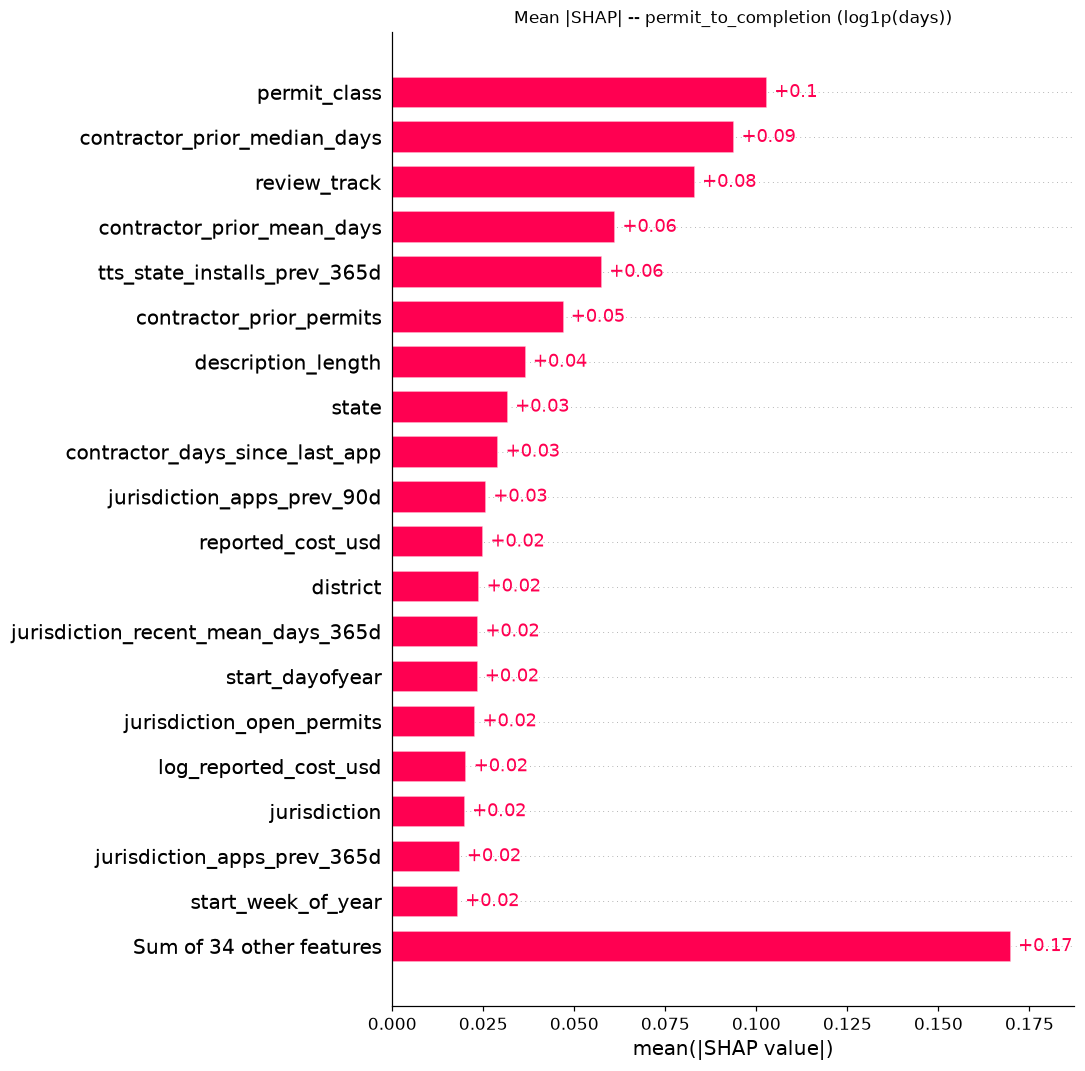 Mean |SHAP| -- permit_to_completion (log1p(days))
permit_class +0.1
contractor_prior_median_days +0.09
review_track +0.08
contractor_prior_mean_days +0.06
tts_state_installs_prev_365d +0.06
contractor_prior_permits +0.05
description_length +0.04
state +0.03
contractor_days_since_last_app +0.03
jurisdiction_apps_prev_90d +0.03
reported_cost_usd +0.02
district +0.02
jurisdiction_recent_mean_days_365d +0.02
start_dayofyear +0.02
jurisdiction_open_permits +0.02
log_reported_cost_usd +0.02
jurisdiction +0.02
jurisdiction_apps_prev_365d +0.02
start_week_of_year +0.02
Sum of 34 other features +0.17
0.000 0.025 0.050 0.075 0.100 0.125 0.150 0.175
mean(|SHAP value|)